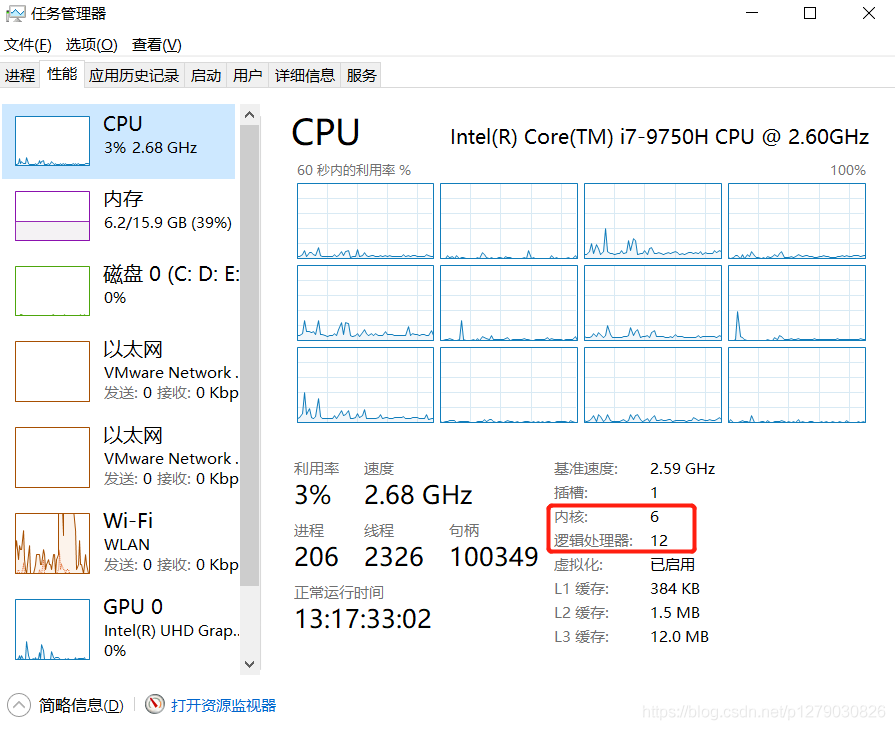 任务管理器
文件(F) 选项(O) 查看(V)
进程 性能 应用历史记录 启动 用户 详细信息 服务
CPU
3% 2.68 GHz
内存
6.2/15.9 GB (39%)
磁盘 0 (C: D: E:
0%
以太网
VMware Network .
发送: 0 接收: 0 Kbp
以太网
VMware Network .
发送: 0 接收: 0 Kbp
Wi-Fi
WLAN
发送: 0 接收: 0 Kbp
GPU 0
Intel(R) UHD Grap..
0%
CPU Intel(R) Core(TM) i7-9750H CPU @ 2.60GHz
60 秒内的利用率 % 100%
利用率 速度
3% 2.68 GHz
进程 线程 句柄
206 2326 100349
正常运行时间
13:17:33:02
基准速度: 2.59 GHz
插槽: 1
内核: 6
逻辑处理器: 12
虚拟化: 已启用
L1 缓存: 384 KB
L2 缓存: 1.5 MB
L3 缓存: 12.0 MB
简略信息(D) 打开资源监视器
https://blog.csdn.net/p1279030826